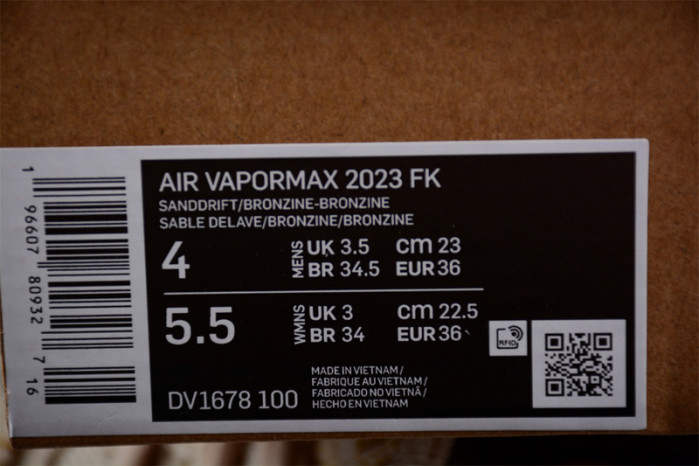 AIR VAPORMAX 2023 FK
SANDDRIFT/BRONZINE-BRONZINE
SABLE DELAVE/BRONZINE/BRONZINE
4 MENS UK 3.5 cm 23
BR 34.5 EUR 36
5.5 WMNS UK 3 cm 22.5
BR 34 EUR 36
RFID
DV1678 100
MADE IN VIETNAM /
FABRIQUE AU VIETNAM /
FABRICADO NO VIETNÃ /
HECHO EN VIETNAM
1 96607 80932 7 16